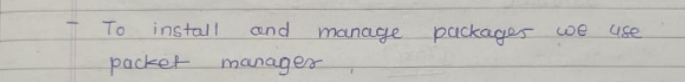 - To install and manage packages we use
packet manager.